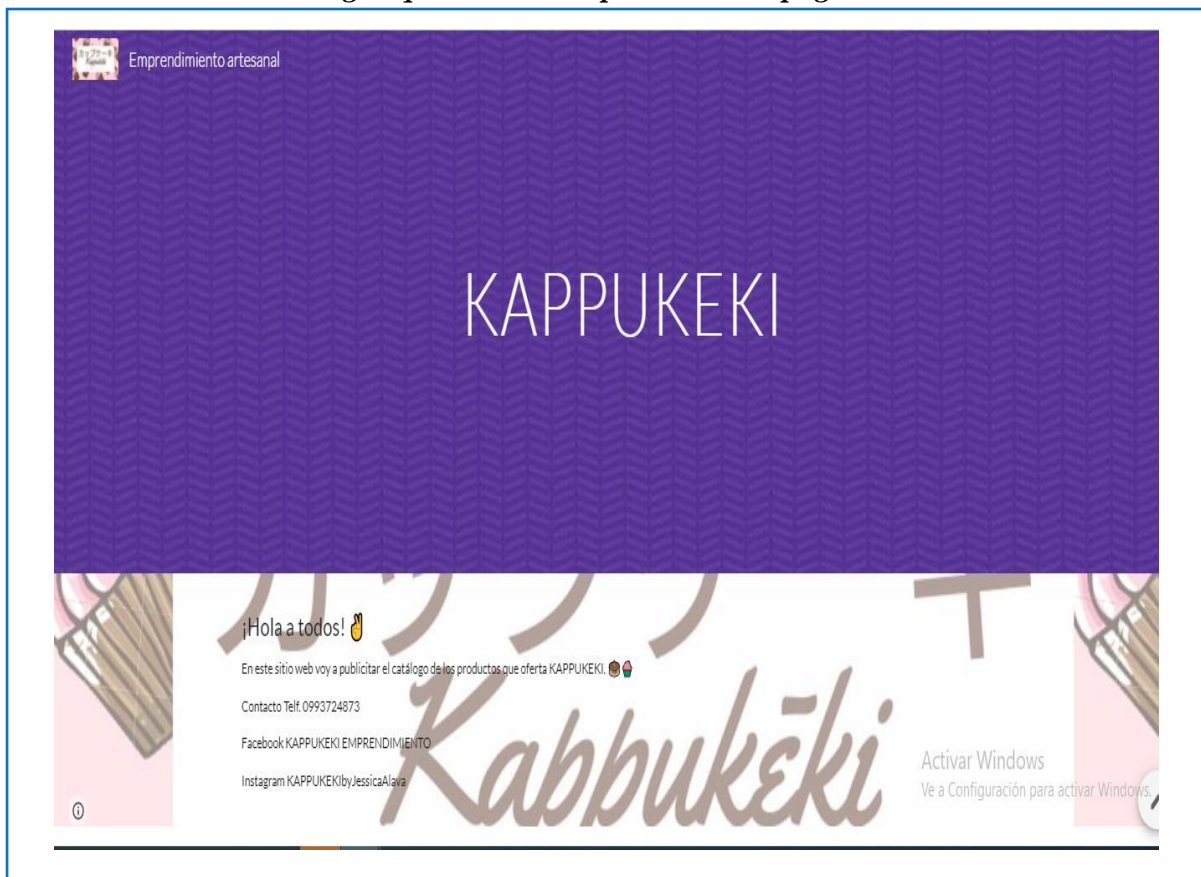 Emprendimiento artesanal
KAPPUKEKI
¡Hola a todos! ✌
En este sitio web voy a publicitar el catálogo de los productos que oferta KAPPUKEKI.
Contacto Telf. 0993724873
Facebook KAPPUKEKI EMPRENDIMIENTO
Instagram KAPPUKEKIbyJessicaAlava
Kappukēki
Activar Windows
Ve a Configuración para activar Windows.